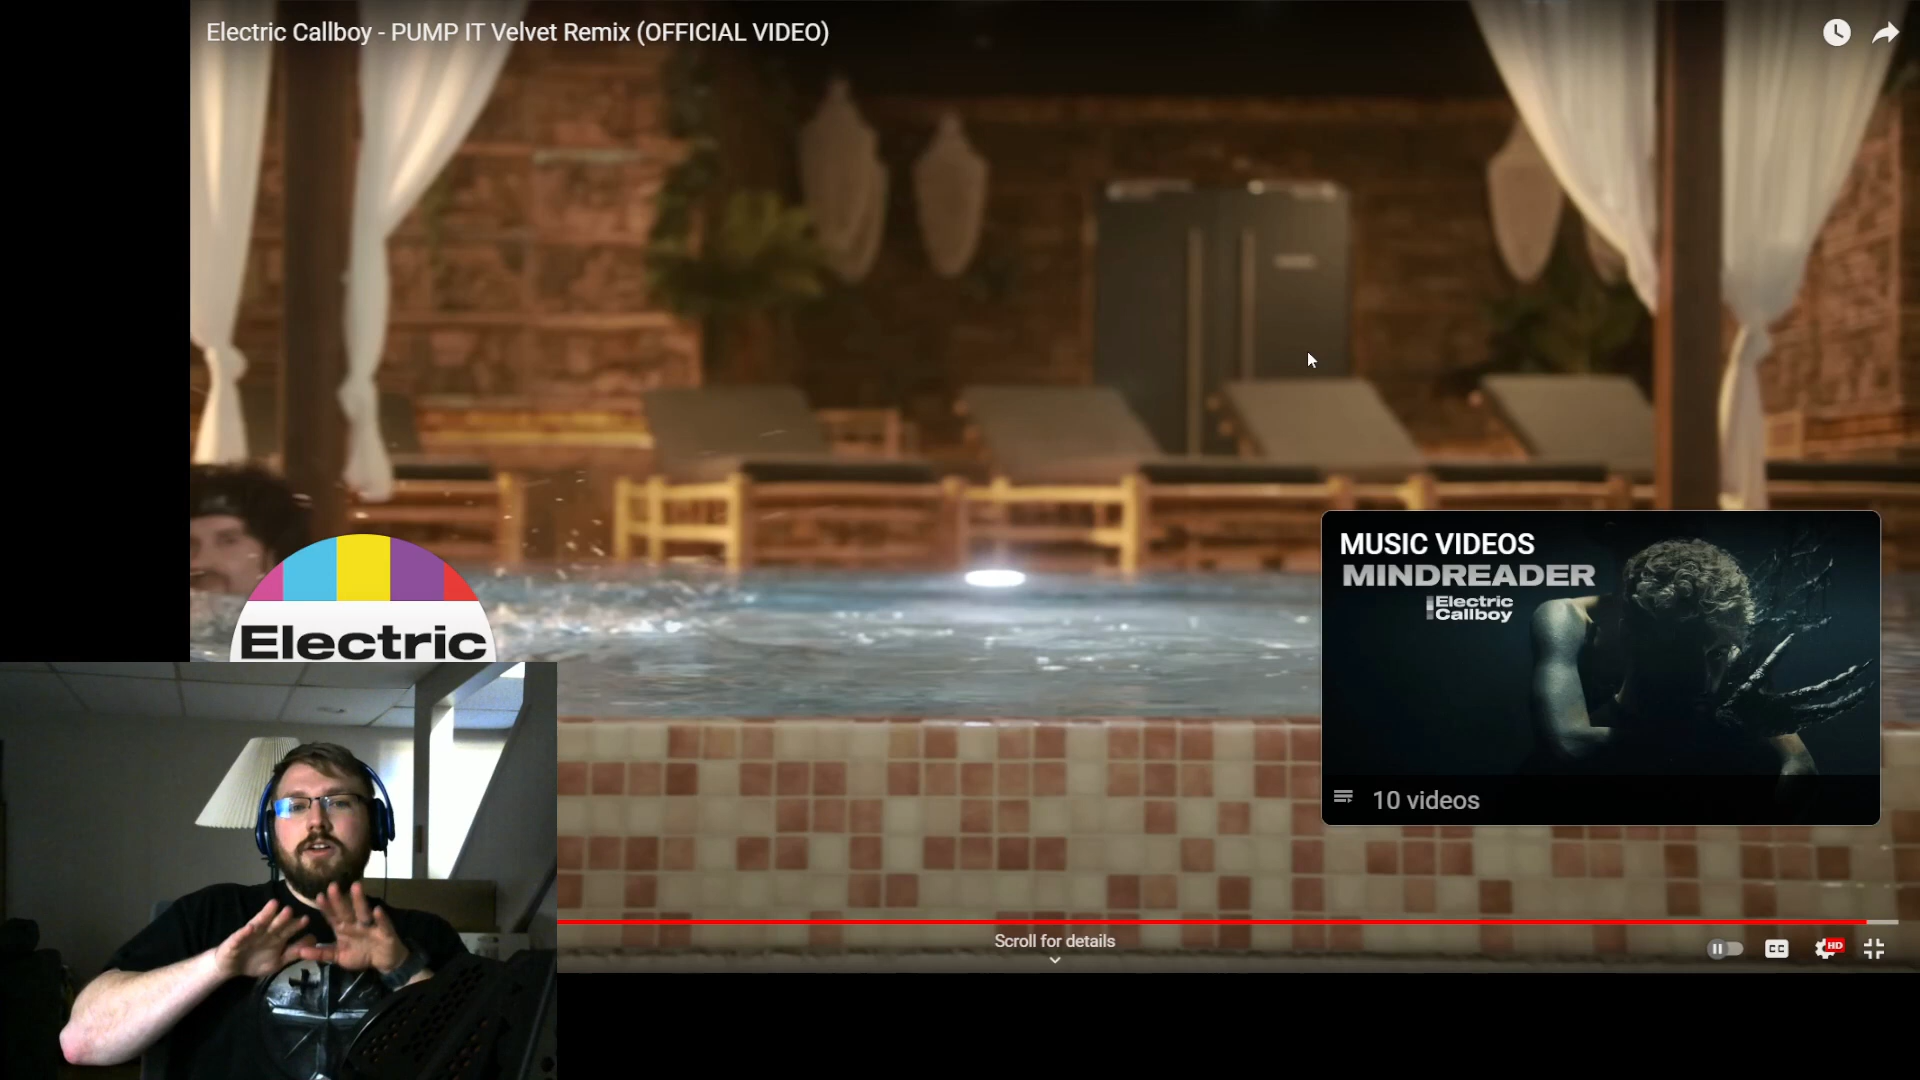 Electric Callboy - PUMP IT Velvet Remix (OFFICIAL VIDEO)
MUSIC VIDEOS
MINDREADER
Electric
Callboy
Electric
10 videos
Scroll for details
CC
HD